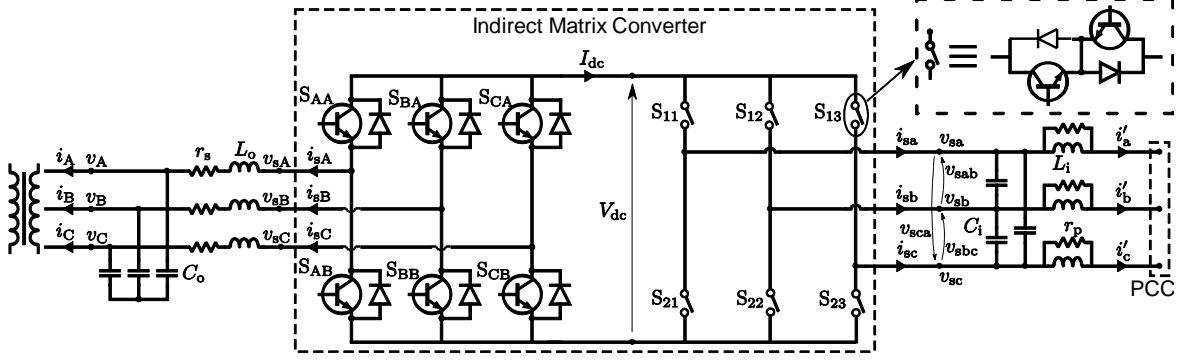 Indirect Matrix Converter
I_dc
S_AA
S_BA
S_CA
S_11
S_12
S_13
i_A
v_A
r_s
L_o
v_sA
i_sA
i_sa
v_sa
L_i
i'_a
v_sab
i_B
v_B
v_sB
i_sB
V_dc
i_sb
v_sb
i'_b
C_i
v_sca
v_sbc
r_p
i_C
v_C
v_sC
i_sC
i_sc
v_sc
i'_c
C_o
S_AB
S_BB
S_CB
S_21
S_22
S_23
PCC